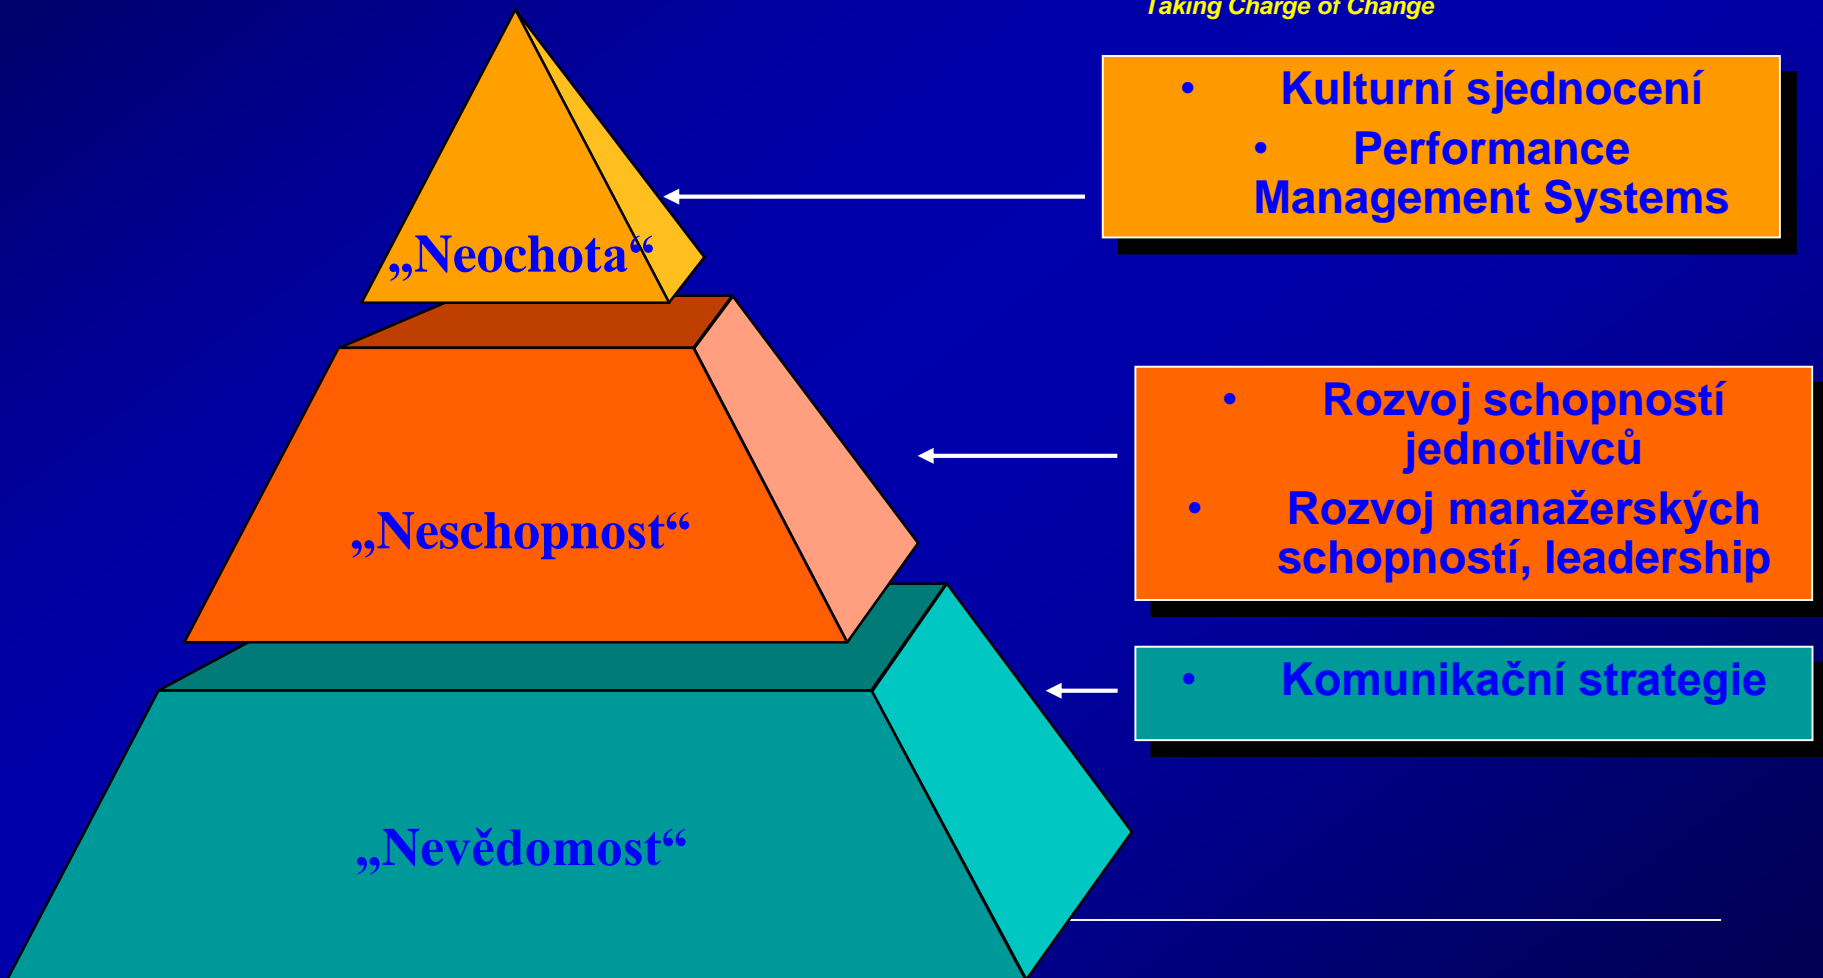 Taking Charge of Change
• Kulturní sjednocení
• Performance
Management Systems
„Neochota“
• Rozvoj schopností
jednotlivců
• Rozvoj manažerských
schopností, leadership
„Neschopnost“
• Komunikační strategie
„Nevědomost“